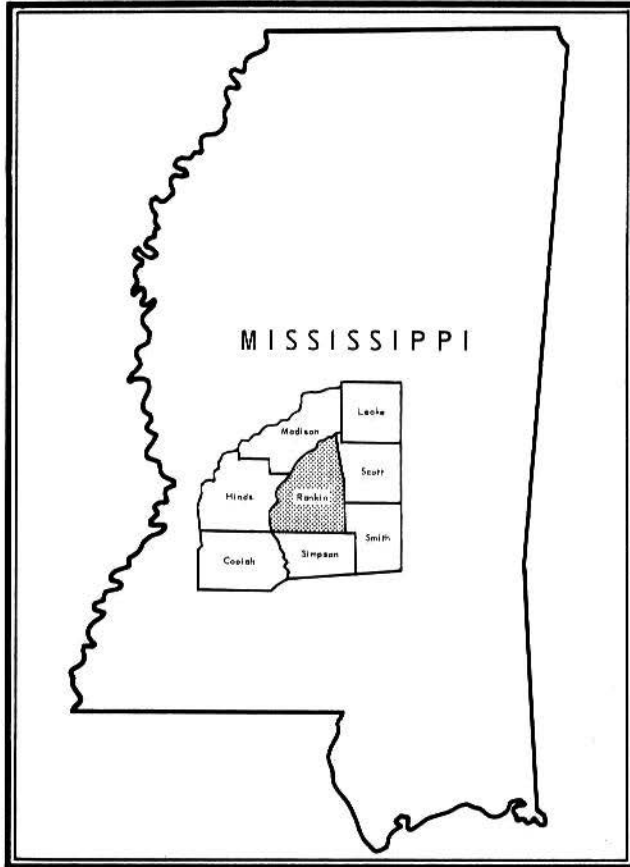 MISSISSIPPI
Leake
Madison
Scott
Hinds
Rankin
Smith
Simpson
Copiah